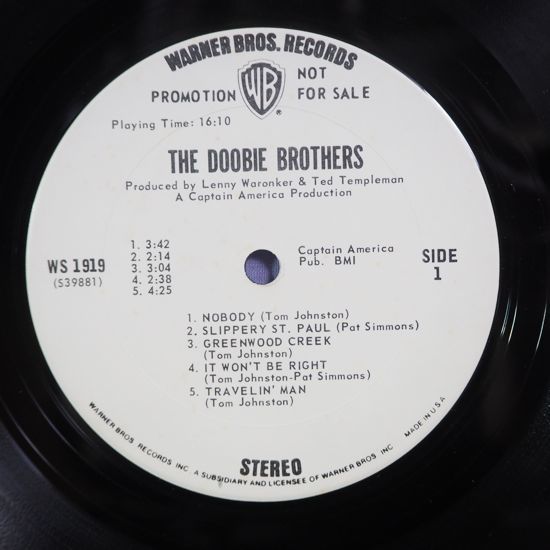 WARNER BROS. RECORDS
PROMOTION WB NOT FOR SALE
®
Playing Time: 16:10
THE DOOBIE BROTHERS
Produced by Lenny Waronker & Ted Templeman
A Captain America Production
WS 1919
(S39881)
1. 3:42
2. 2:14
3. 3:04
4. 2:38
5. 4:25
Captain America
Pub. BMI
SIDE
1
1. NOBODY (Tom Johnston)
2. SLIPPERY ST. PAUL (Pat Simmons)
3. GREENWOOD CREEK
(Tom Johnston)
4. IT WON'T BE RIGHT
(Tom Johnston-Pat Simmons)
5. TRAVELIN' MAN
(Tom Johnston)
STEREO
WARNER BROS. RECORDS INC. A SUBSIDIARY AND LICENSEE OF WARNER BROS. INC. MADE IN U.S.A.